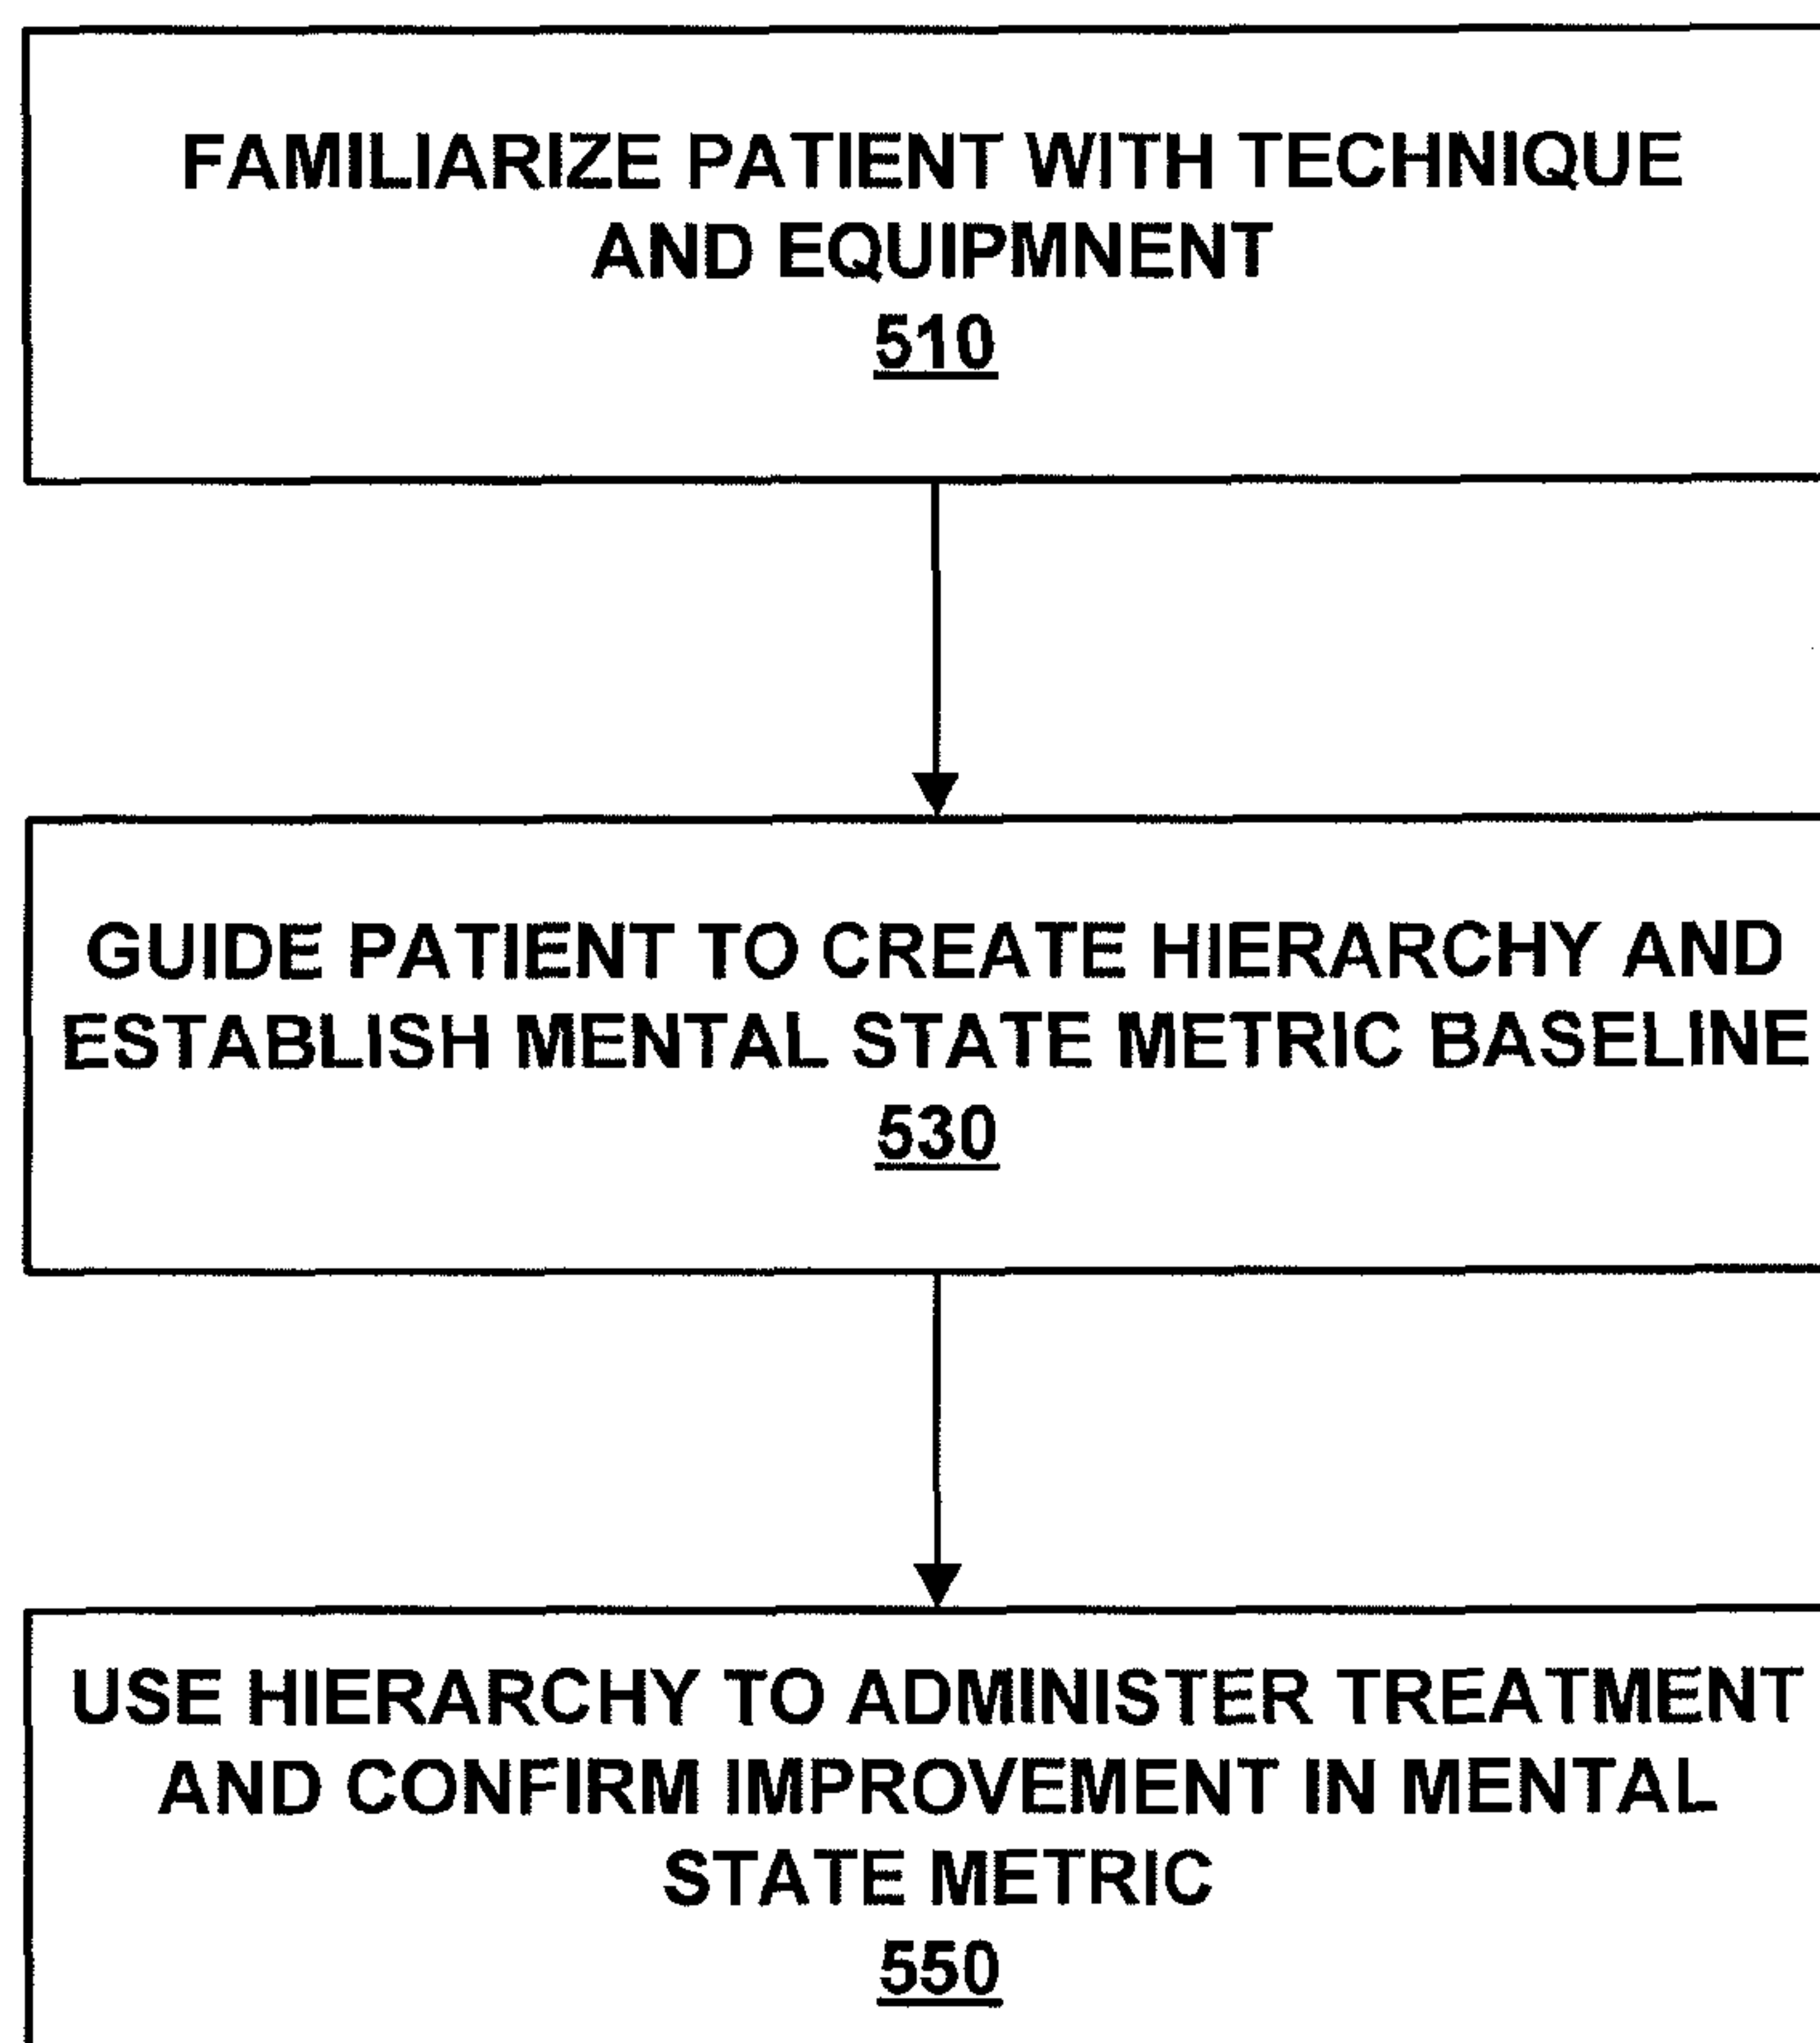 FAMILIARIZE PATIENT WITH TECHNIQUE
AND EQUIPMNENT
510
GUIDE PATIENT TO CREATE HIERARCHY AND
ESTABLISH MENTAL STATE METRIC BASELINE
530
USE HIERARCHY TO ADMINISTER TREATMENT
AND CONFIRM IMPROVEMENT IN MENTAL
STATE METRIC
550